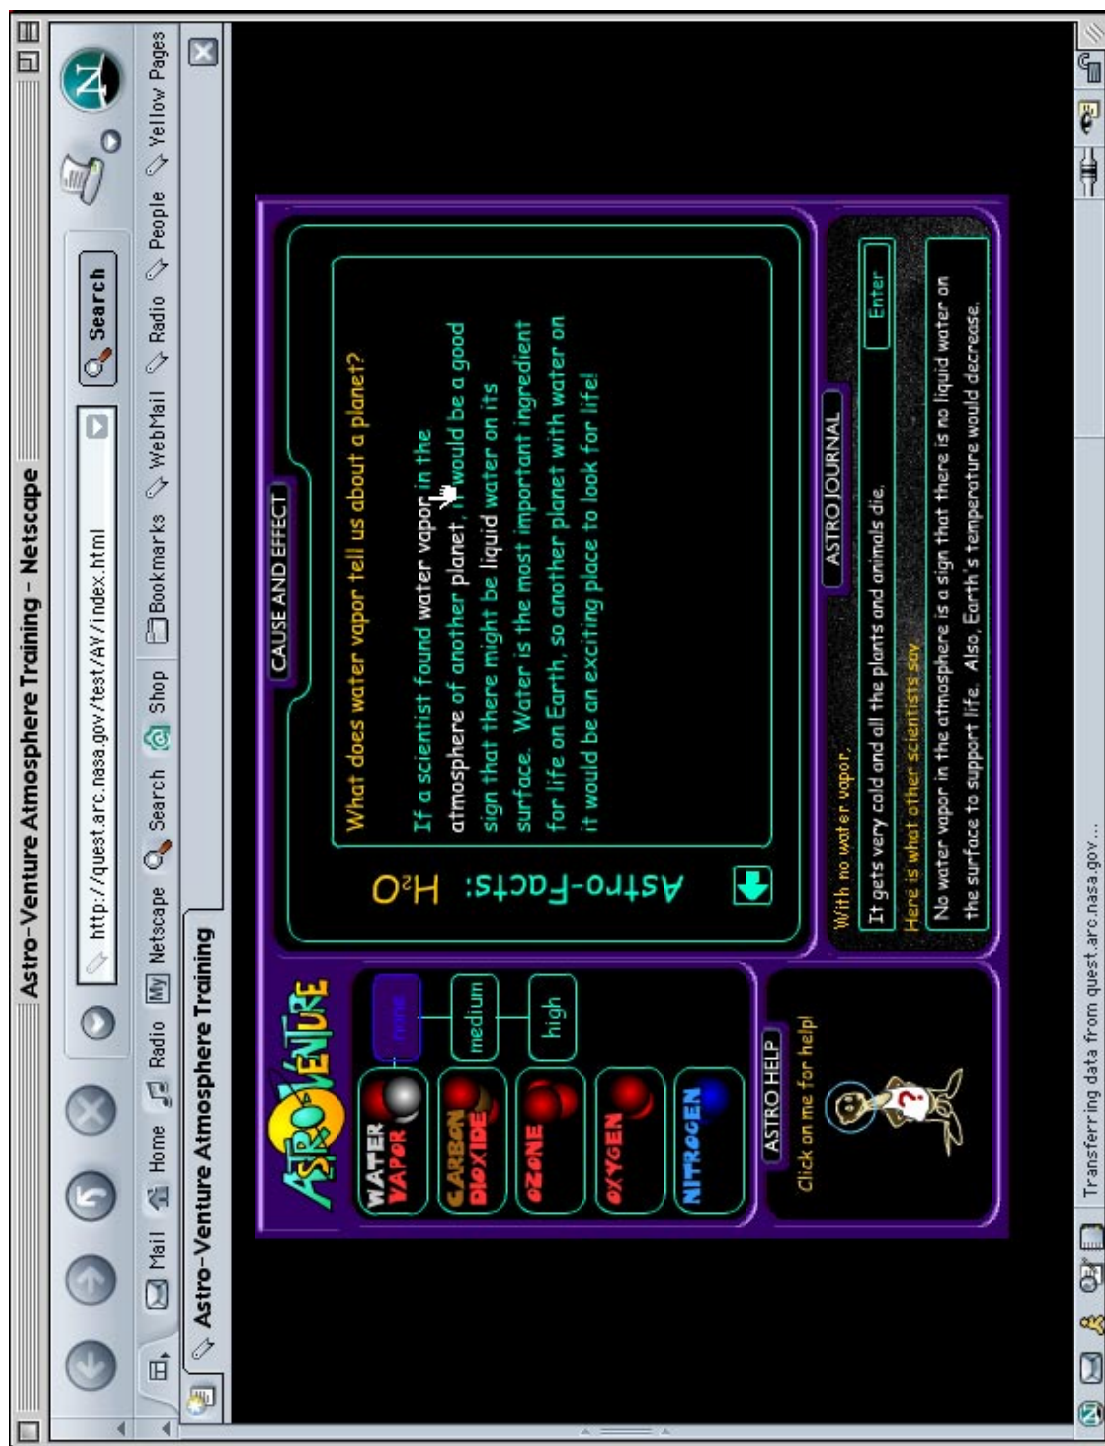 Astro-Venture Atmosphere Training - Netscape
http://quest.arc.nasa.gov/test/AV/index.html
Search
N
Mail
Home
Radio
My Netscape
Search
Shop
Bookmarks
WebMail
Radio
People
Yellow Pages
Astro-Venture Atmosphere Training
ASTROVENTURE
WATER
VAPOR
CARBON
DIOXIDE
OZONE
OXYGEN
NITROGEN
none
medium
high
CAUSE AND EFFECT
Astro-Facts: H₂O
What does water vapor tell us about a planet?
If a scientist found water vapor in the
atmosphere of another planet, it would be a good
sign that there might be liquid water on its
surface. Water is the most important ingredient
for life on Earth, so another planet with water on
it would be an exciting place to look for life!
ASTRO HELP
Click on me for help!
?
ASTRO JOURNAL
With no water vapor,
It gets very cold and all the plants and animals die.
Enter
Here is what other scientists say
No water vapor in the atmosphere is a sign that there is no liquid water on
the surface to support life. Also, Earth's temperature would decrease.
Transferring data from quest.arc.nasa.gov...